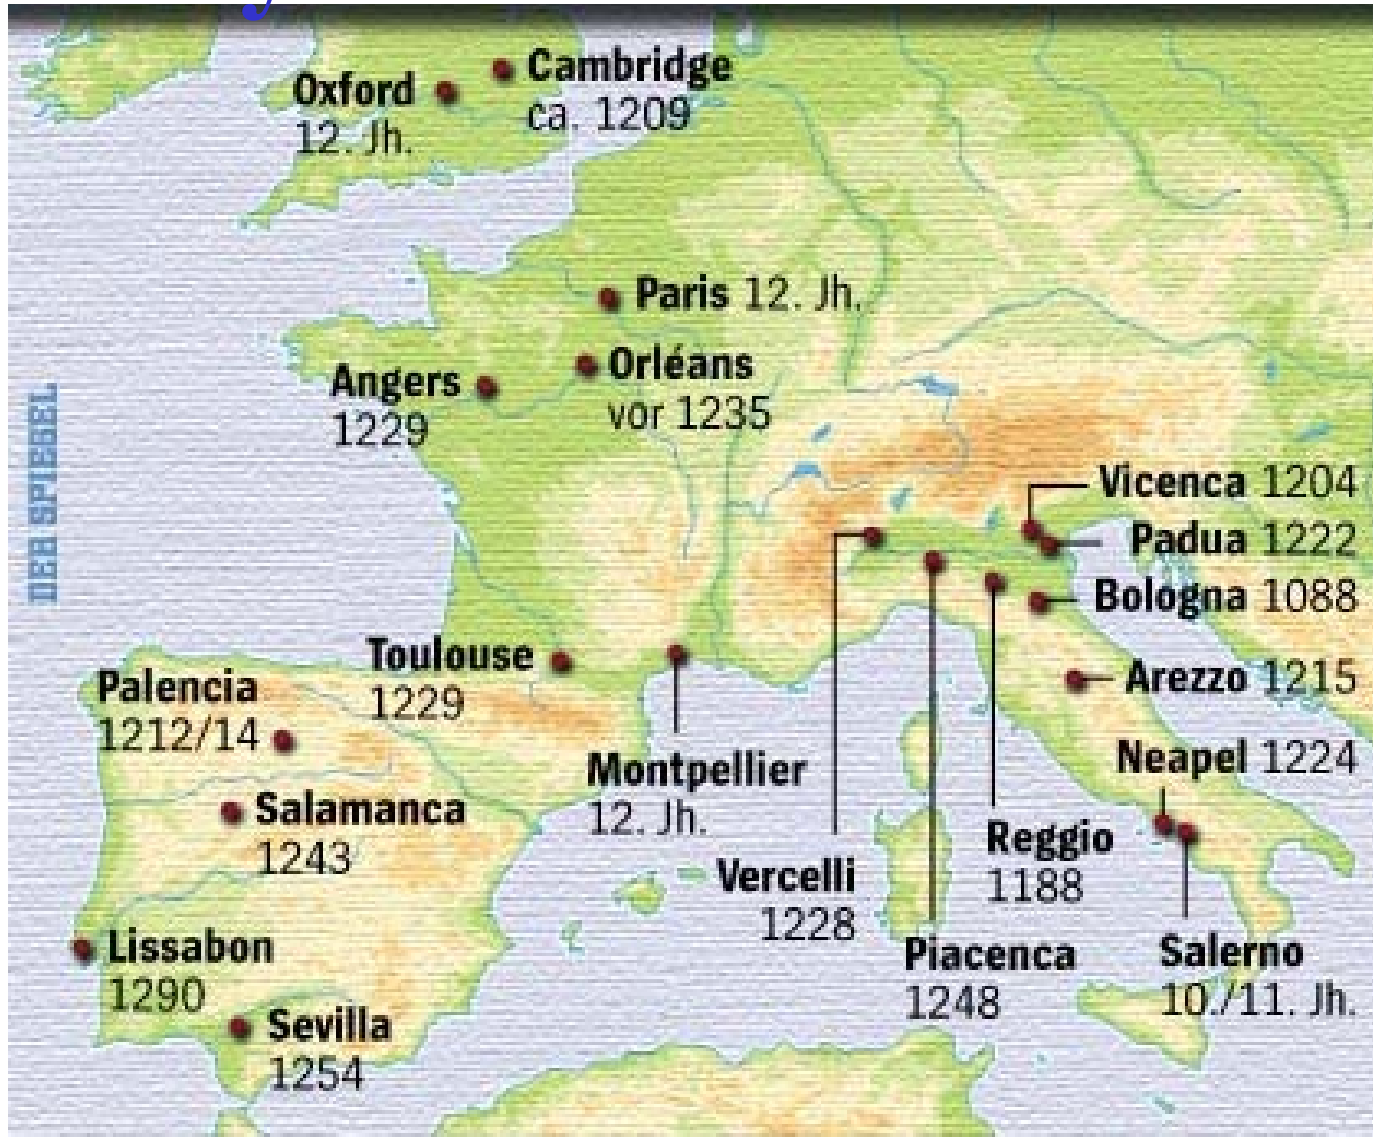 Cambridge
ca. 1209
Oxford
12. Jh.
Paris 12. Jh.
Orléans
vor 1235
Angers
1229
Vicenca 1204
Padua 1222
Bologna 1088
Arezzo 1215
Neapel 1224
Toulouse
1229
Montpellier
12. Jh.
Palencia
1212/14
Salamanca
1243
Lissabon
1290
Sevilla
1254
Vercelli
1228
Reggio
1188
Piacenca
1248
Salerno
10./11. Jh.
DER SPIEGEL